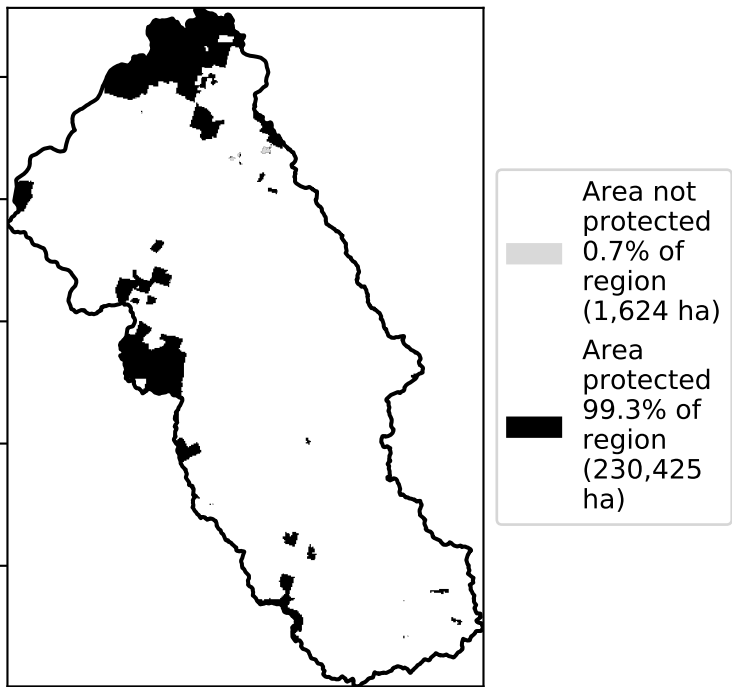 Area not
protected
0.7% of
region
(1,624 ha)
Area
protected
99.3% of
region
(230,425
ha)